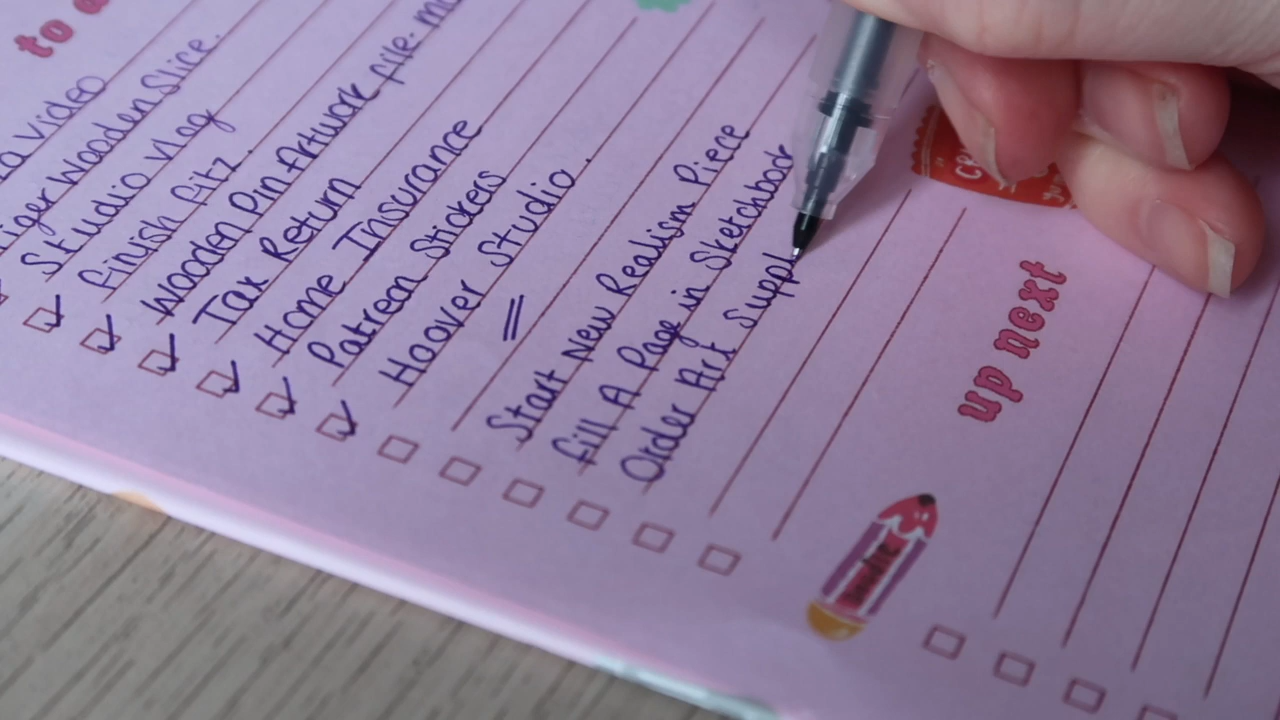 to a
a Video
iger Wooden Slice.
Studio Vlog
finish fitz.
Wooden Pin Artwork file-
Tax Return
Home Insurance
Patreon Stickers
Hoover Studio.
Start New Realism Piece
fill A Page in Sketchbook
Order Art Suppl
up next